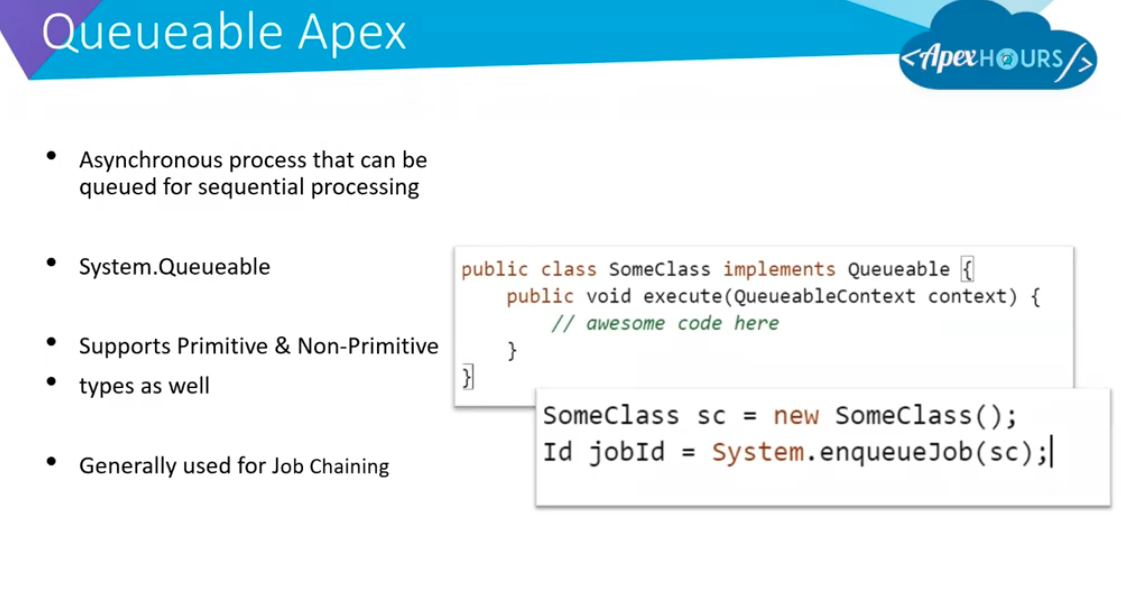 Queueable Apex
<ApexHOURS/>
• Asynchronous process that can be
queued for sequential processing
• System.Queueable
• Supports Primitive & Non-Primitive
• types as well
• Generally used for Job Chaining
public class SomeClass implements Queueable {
    public void execute(QueueableContext context) {
        // awesome code here
    }
}
SomeClass sc = new SomeClass();
Id jobId = System.enqueueJob(sc);